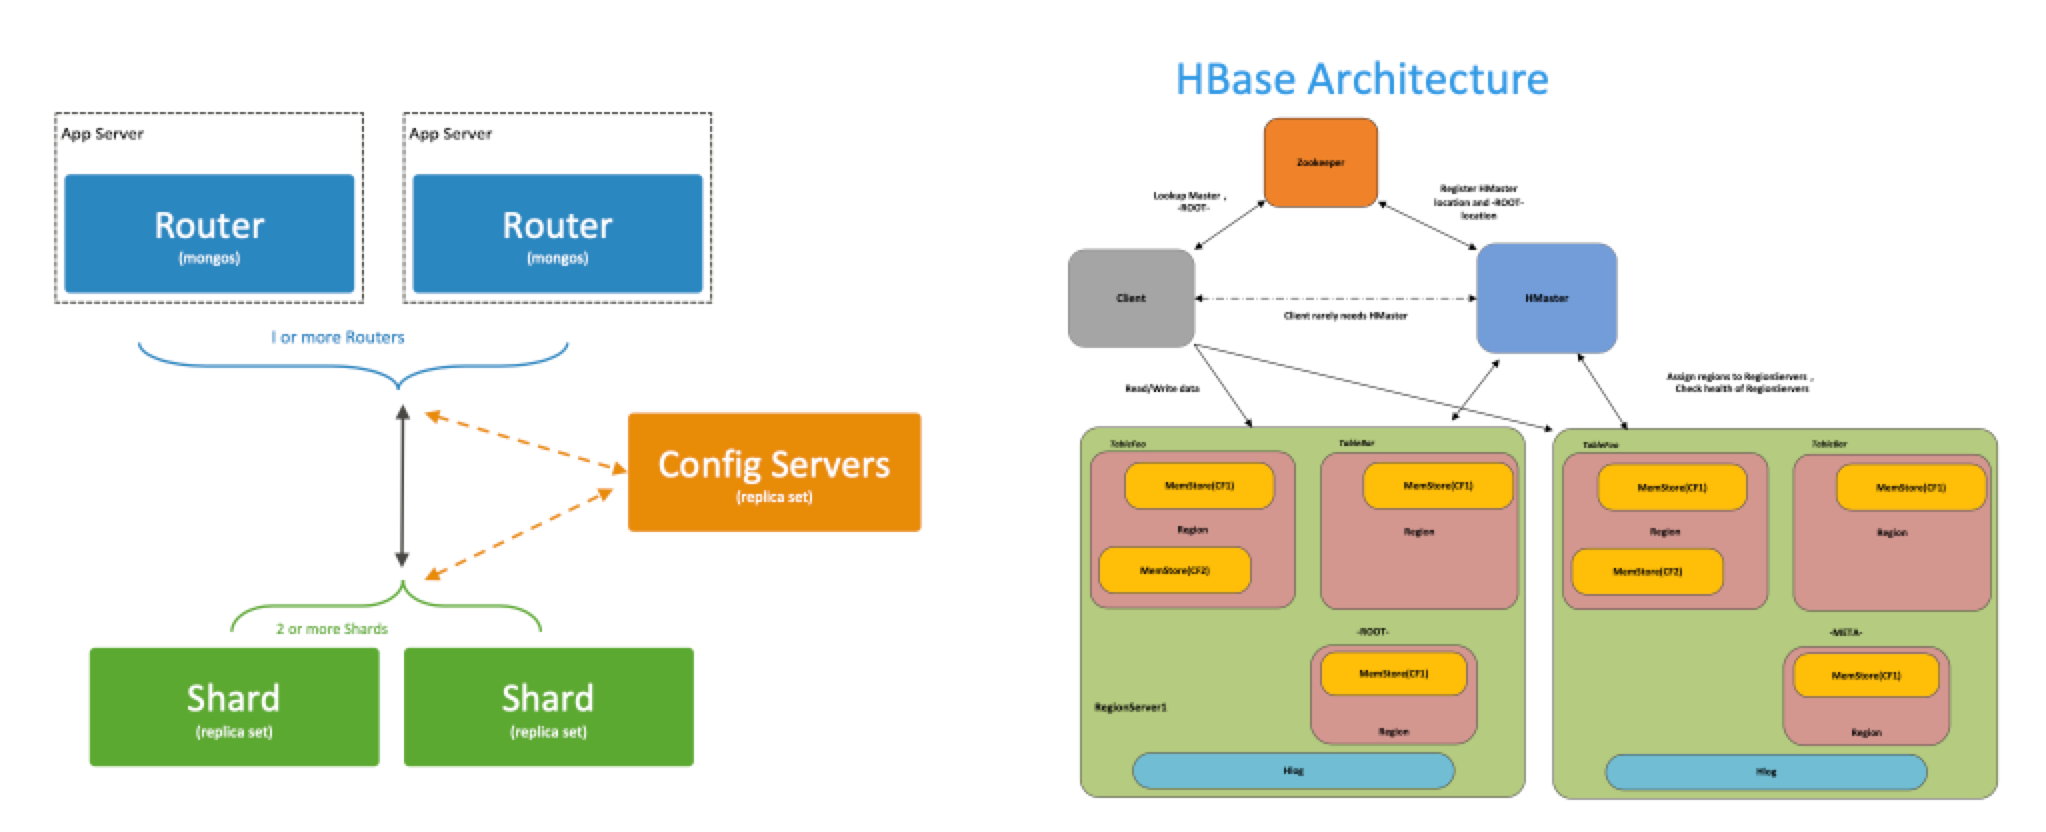 App Server
Router
(mongos)
App Server
Router
(mongos)
1 or more Routers
Config Servers
(replica set)
2 or more Shards
Shard
(replica set)
Shard
(replica set)
HBase Architecture
Zookeeper
Lookup Master ,
-ROOT-
Register HMaster
location and -ROOT-
location
Client
HMaster
Client rarely needs HMaster
Read/Write data
Assign regions to RegionServers ,
Check health of RegionServers
TableFoo
TableBar
MemStore(CF1)
MemStore(CF1)
Region
Region
MemStore(CF2)
-ROOT-
MemStore(CF1)
RegionServer1
Region
Hlog
TableFoo
TableBar
MemStore(CF1)
MemStore(CF1)
Region
Region
MemStore(CF2)
-META-
MemStore(CF1)
Region
Hlog